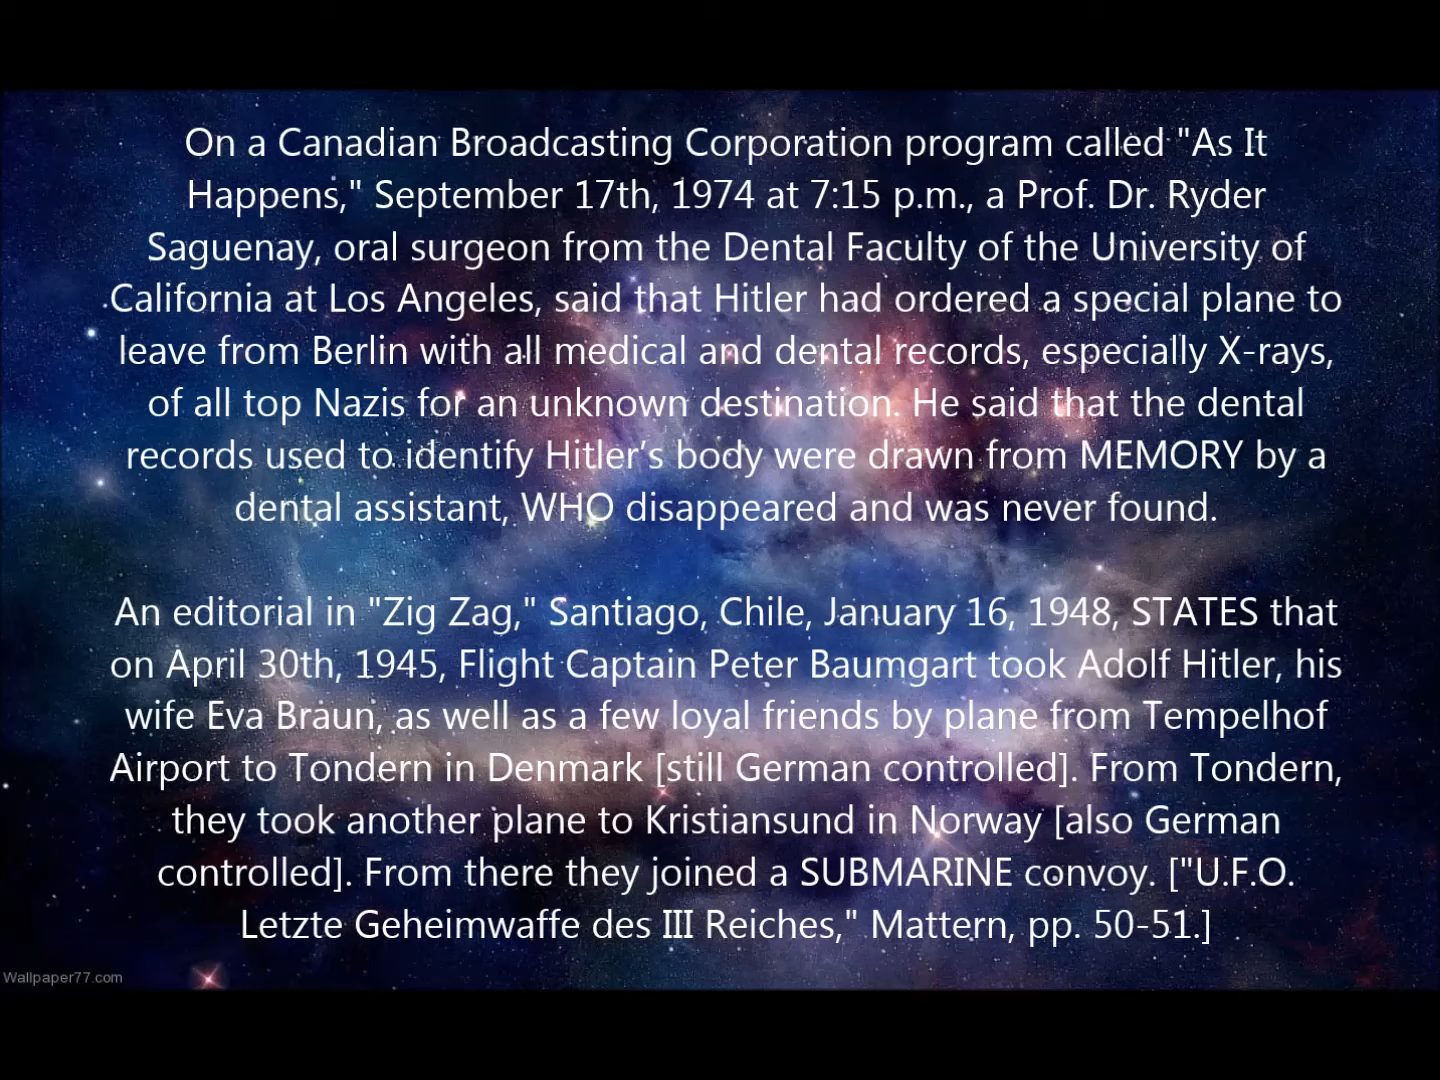 On a Canadian Broadcasting Corporation program called "As It
Happens," September 17th, 1974 at 7:15 p.m., a Prof. Dr. Ryder
Saguenay, oral surgeon from the Dental Faculty of the University of
California at Los Angeles, said that Hitler had ordered a special plane to
leave from Berlin with all medical and dental records, especially X-rays,
of all top Nazis for an unknown destination. He said that the dental
records used to identify Hitler’s body were drawn from MEMORY by a
dental assistant, WHO disappeared and was never found.
An editorial in "Zig Zag," Santiago, Chile, January 16, 1948, STATES that
on April 30th, 1945, Flight Captain Peter Baumgart took Adolf Hitler, his
wife Eva Braun, as well as a few loyal friends by plane from Tempelhof
Airport to Tondern in Denmark [still German controlled]. From Tondern,
they took another plane to Kristiansund in Norway [also German
controlled]. From there they joined a SUBMARINE convoy. ["U.F.O.
Letzte Geheimwaffe des III Reiches," Mattern, pp. 50-51.]
Wallpaper77.com